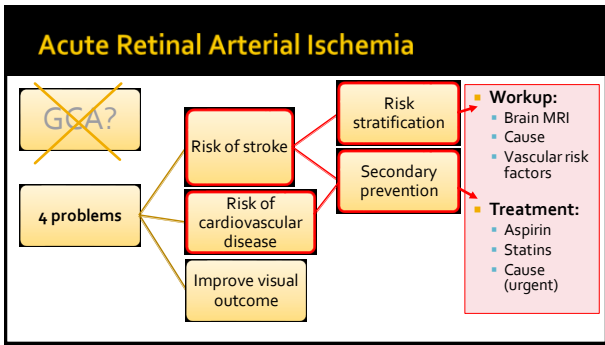 Acute Retinal Arterial Ischemia
GCA?
4 problems
Risk of stroke
Risk of
cardiovascular
disease
Improve visual
outcome
Risk
stratification
Secondary
prevention
Workup:
Brain MRI
Cause
Vascular risk
factors
Treatment:
Aspirin
Statins
Cause
(urgent)